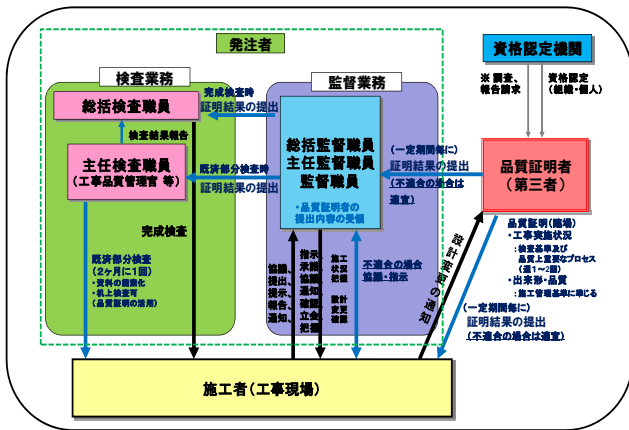 発注者
資格認定機関
検査業務
監督業務
完成検査時
証明結果の提出
※ 調査、
報告請求
資格認定
(組織・個人)
総括検査職員
検査結果報告
主任検査職員
(工事品質管理官 等)
既済部分検査時
証明結果の提出
総括監督職員
主任監督職員
監督職員
・品質証明者の
提出内容の受領
(一定期間毎に)
証明結果の提出
(不適合の場合は
適宜)
品質証明者
(第三者)
完成検査
既済部分検査
(2ヶ月に1回)
・資料の簡素化
・机上検査可
(品質証明の活用)
協議、
提出、
提示、
報告、
通知、
指示、
承諾、
協議、
通知、
確認、
立会、
把握
施工状況把握
設計変更確認
不適合の場合
協議・指示
設計変更の通知
品質証明(臨場)
・工事実施状況
:検査基準及び
品質上重要なプロセス
(週1~2回)
・出来形・品質
:施工管理基準に準じる
(一定期間毎に)
証明結果の提出
(不適合の場合は適宜)
施工者(工事現場)